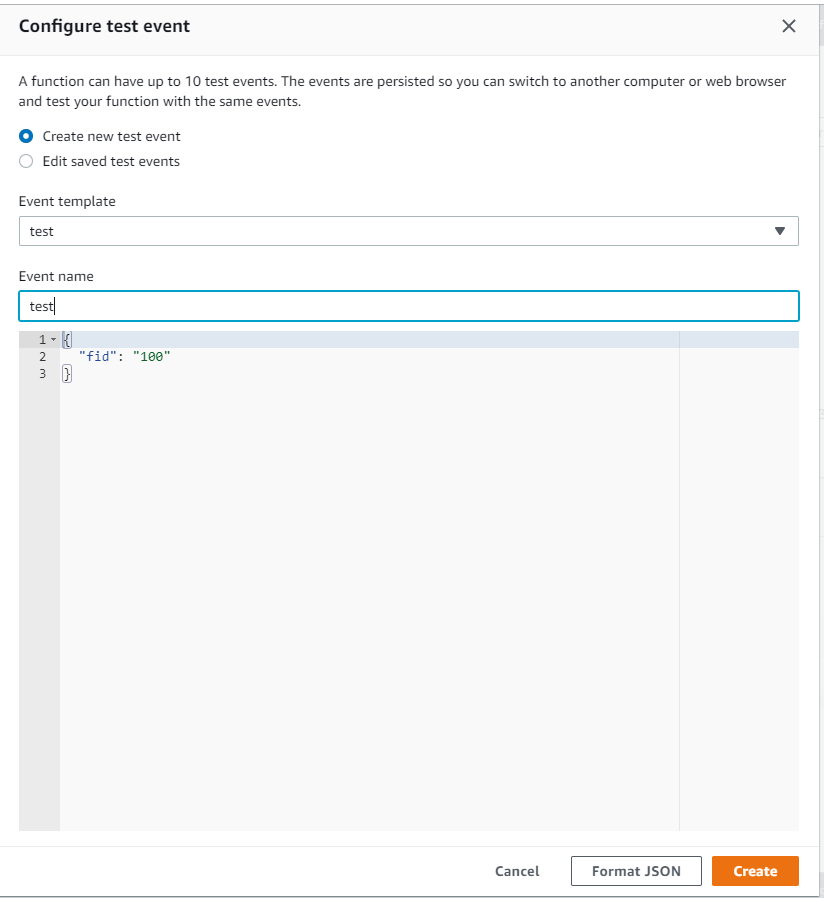 Configure test event
A function can have up to 10 test events. The events are persisted so you can switch to another computer or web browser
and test your function with the same events.
Create new test event
Edit saved test events
Event template
test
Event name
test
1 {
2 "fid": "100"
3 }
Cancel Format JSON Create